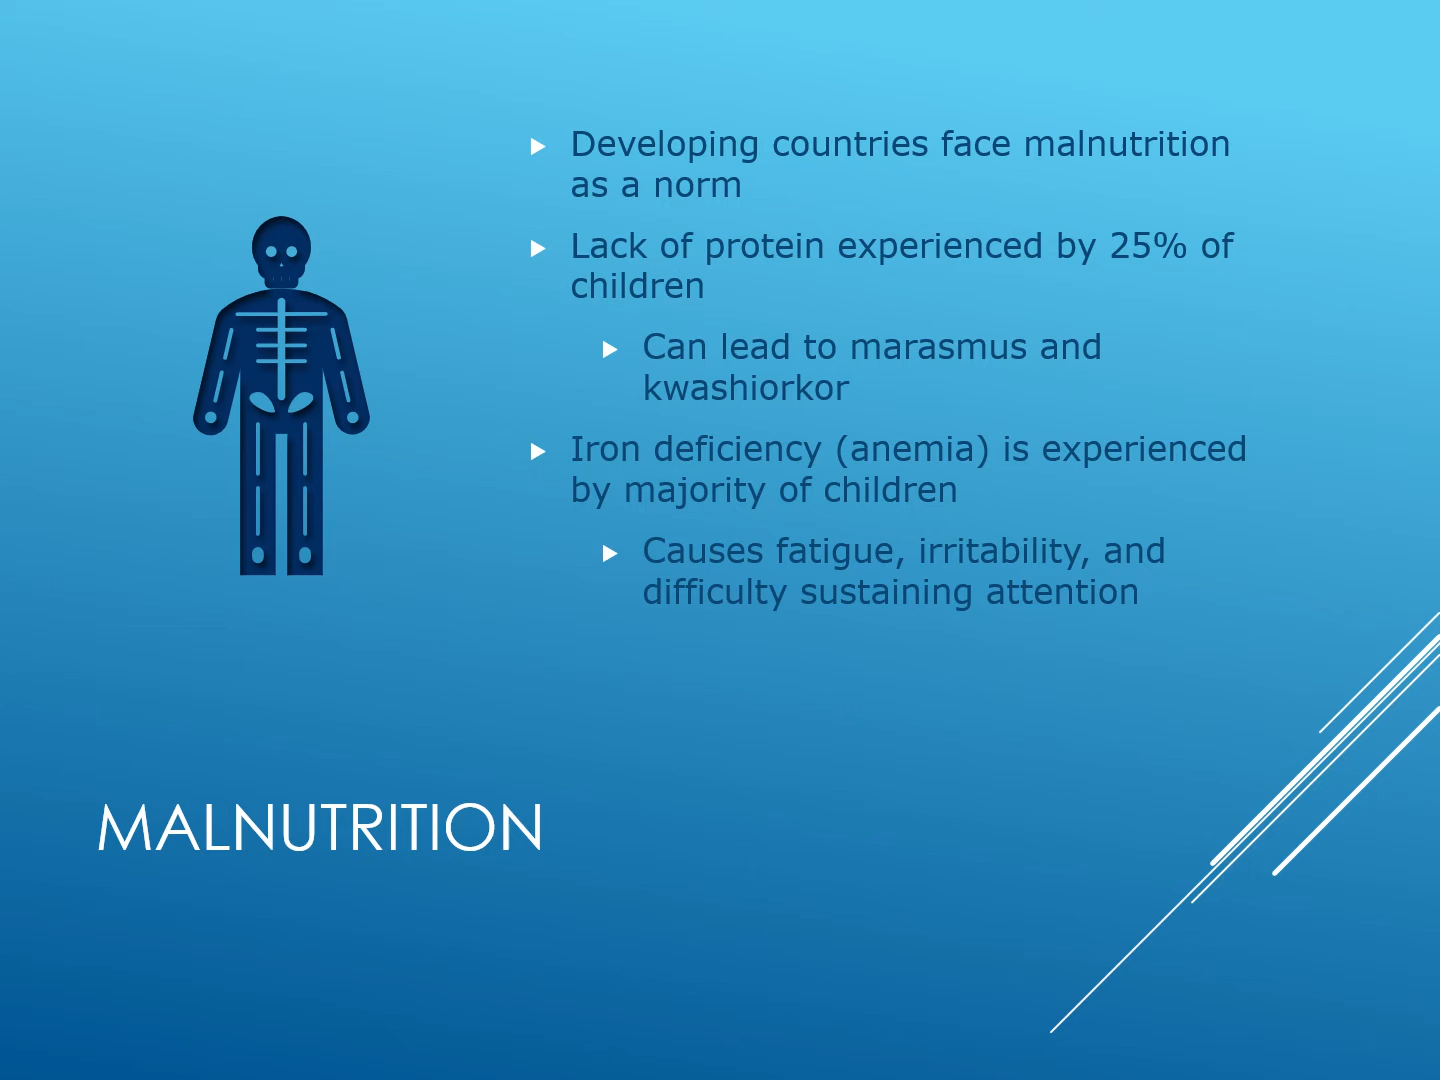 Developing countries face malnutrition
as a norm
Lack of protein experienced by 25% of
children
Can lead to marasmus and
kwashiorkor
Iron deficiency (anemia) is experienced
by majority of children
Causes fatigue, irritability, and
difficulty sustaining attention
MALNUTRITION